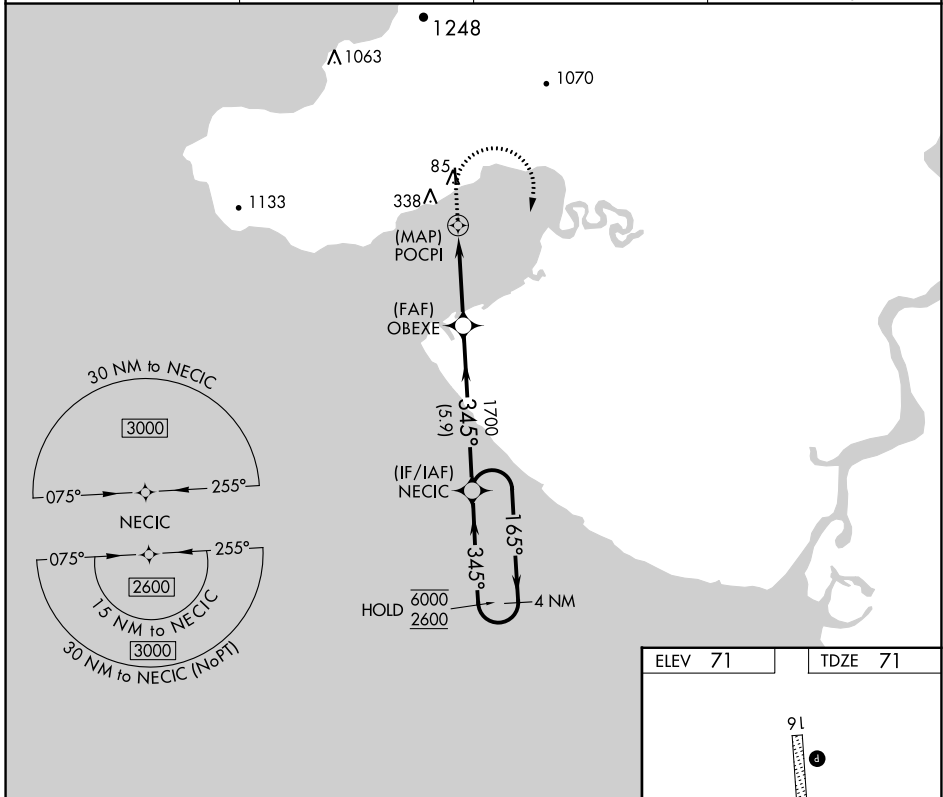 1248
1063
1070
85
338
1133
(MAP)
POCPI
(FAF)
OBEXE
30 NM to NECIC
3000
075°
255°
NECIC
075°
255°
2600
15 NM to NECIC
3000
30 NM to NECIC (NoPT)
1700
345°
(5.9)
(IF/IAF)
NECIC
165°
345°
HOLD 6000
2600
4 NM
ELEV 71
TDZE 71
16
P